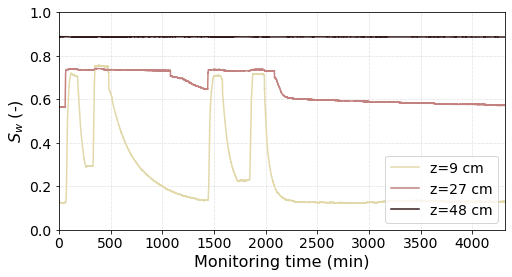 1.0
0.8
0.6
0.4
0.2
0.0
S_w (-)
z=9 cm
z=27 cm
z=48 cm
0 500 1000 1500 2000 2500 3000 3500 4000
Monitoring time (min)